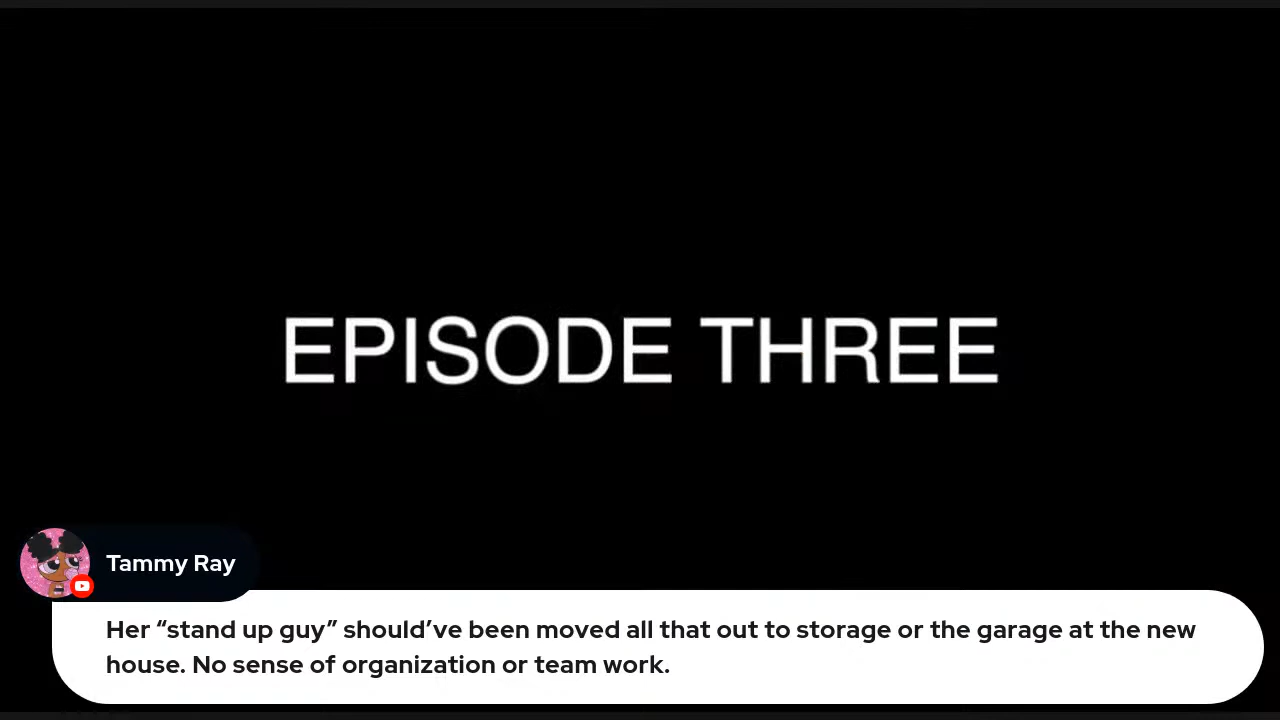 EPISODE THREE
Tammy Ray
Her “stand up guy” should’ve been moved all that out to storage or the garage at the new
house. No sense of organization or team work.